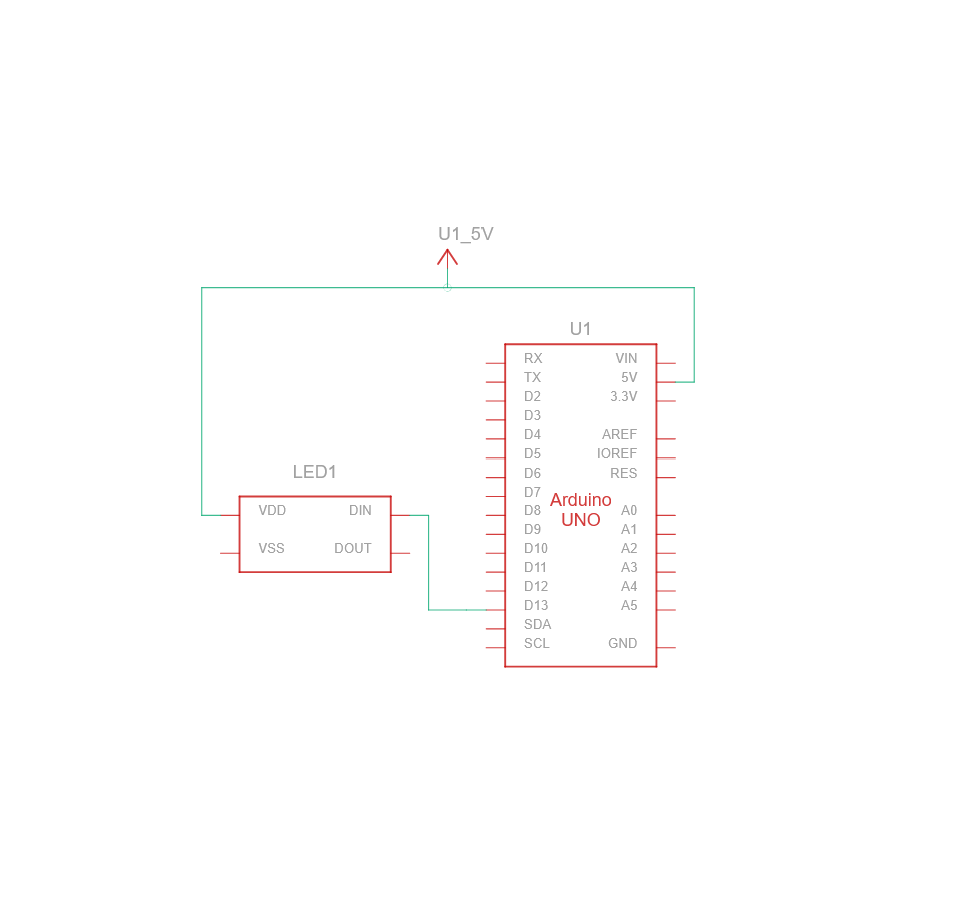 U1_5V
U1
RX VIN
TX 5V
D2 3.3V
D3
D4 AREF
D5 IOREF
D6 RES
D7
Arduino
UNO
D8 A0
D9 A1
D10 A2
D11 A3
D12 A4
D13 A5
SDA
SCL GND
LED1
VDD DIN
VSS DOUT